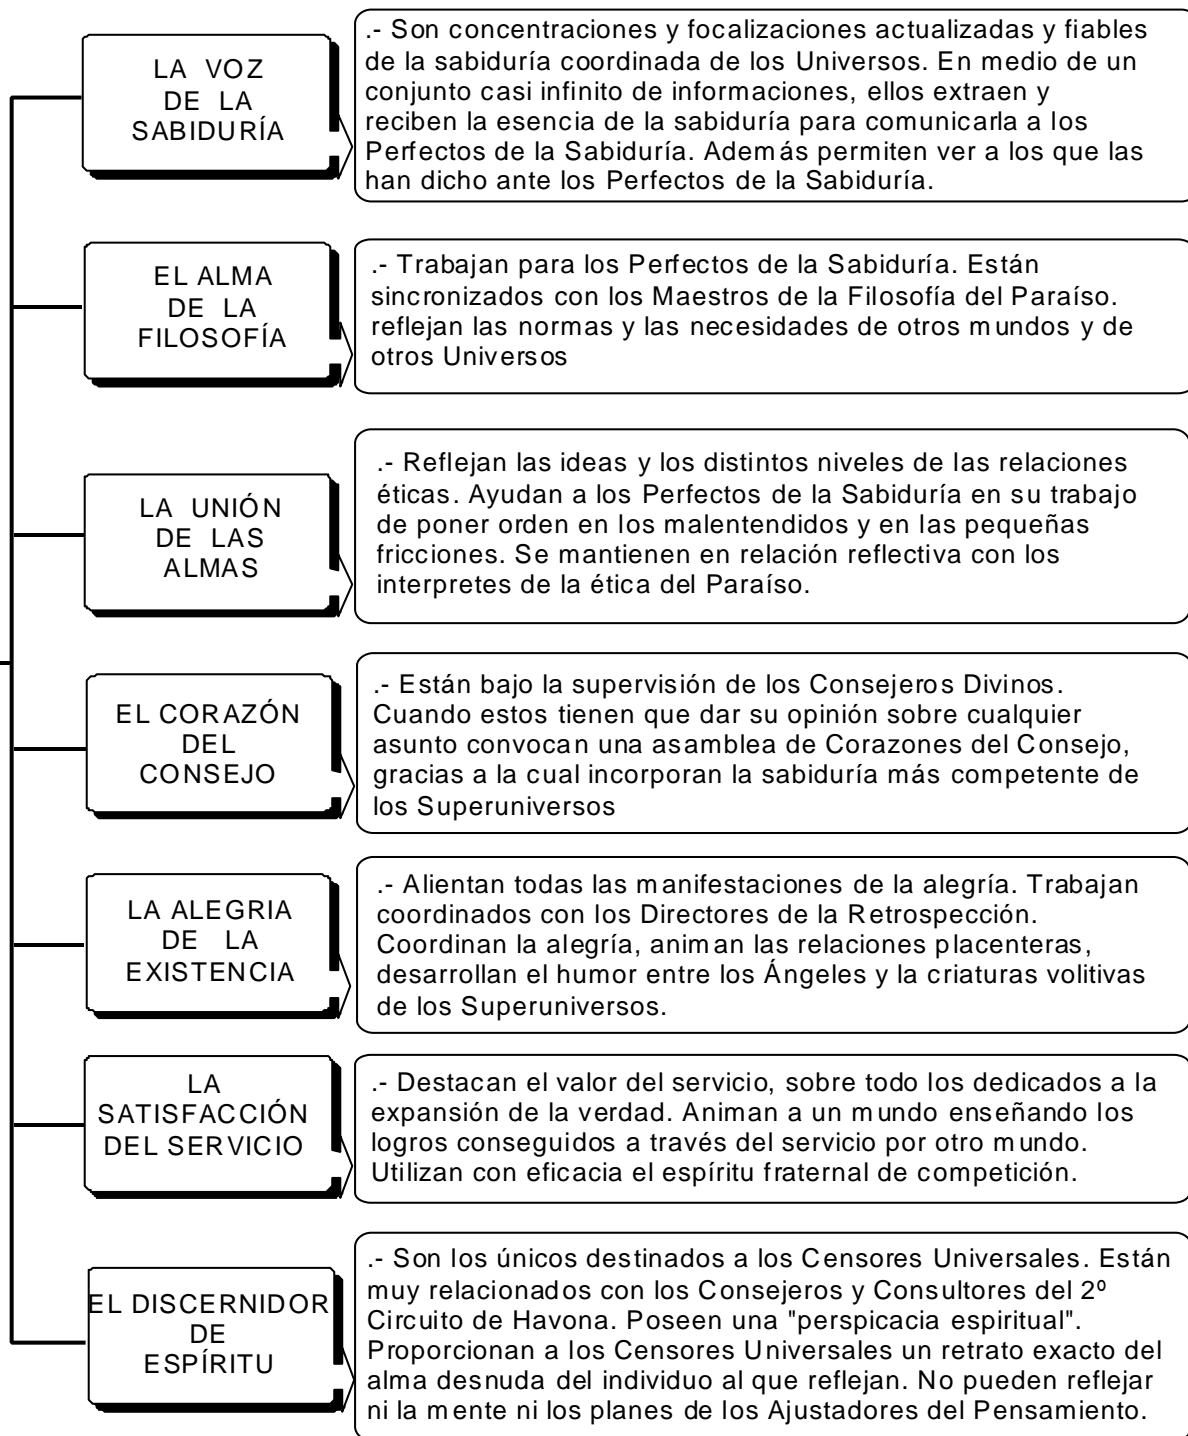 LA VOZ
DE LA
SABIDURÍA
.- Son concentraciones y focalizaciones actualizadas y fiables
de la sabiduría coordinada de los Universos. En medio de un
conjunto casi infinito de informaciones, ellos extraen y
reciben la esencia de la sabiduría para comunicarla a los
Perfectos de la Sabiduría. Además permiten ver a los que las
han dicho ante los Perfectos de la Sabiduría.
EL ALMA
DE LA
FILOSOFÍA
.- Trabajan para los Perfectos de la Sabiduría. Están
sincronizados con los Maestros de la Filosofía del Paraíso.
reflejan las normas y las necesidades de otros mundos y de
otros Universos
LA UNIÓN
DE LAS
ALMAS
.- Reflejan las ideas y los distintos niveles de las relaciones
éticas. Ayudan a los Perfectos de la Sabiduría en su trabajo
de poner orden en los malentendidos y en las pequeñas
fricciones. Se mantienen en relación reflectiva con los
interpretes de la ética del Paraíso.
EL CORAZÓN
DEL
CONSEJO
.- Están bajo la supervisión de los Consejeros Divinos.
Cuando estos tienen que dar su opinión sobre cualquier
asunto convocan una asamblea de Corazones del Consejo,
gracias a la cual incorporan la sabiduría más competente de
los Superuniversos
LA ALEGRIA
DE LA
EXISTENCIA
.- Alientan todas las manifestaciones de la alegría. Trabajan
coordinados con los Directores de la Retrospección.
Coordinan la alegría, animan las relaciones placenteras,
desarrollan el humor entre los Ángeles y la criaturas volitivas
de los Superuniversos.
LA
SATISFACCIÓN
DEL SERVICIO
.- Destacan el valor del servicio, sobre todo los dedicados a la
expansión de la verdad. Animan a un mundo enseñando los
logros conseguidos a través del servicio por otro mundo.
Utilizan con eficacia el espíritu fraternal de competición.
EL DISCERNIDOR
DE
ESPÍRITU
.- Son los únicos destinados a los Censores Universales. Están
muy relacionados con los Consejeros y Consultores del 2º
Circuito de Havona. Poseen una "perspicacia espiritual".
Proporcionan a los Censores Universales un retrato exacto del
alma desnuda del individuo al que reflejan. No pueden reflejar
ni la mente ni los planes de los Ajustadores del Pensamiento.